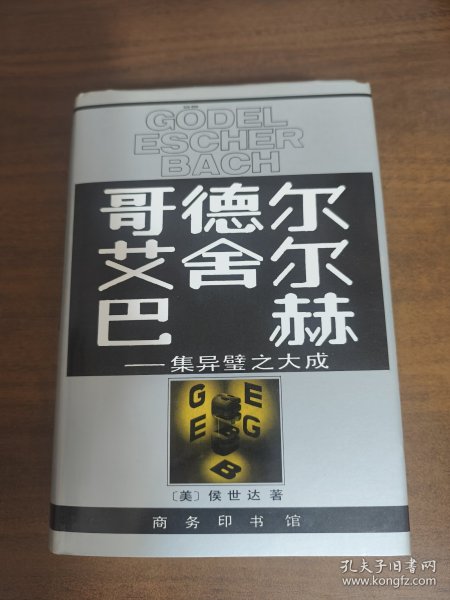 GÖDEL
ESCHER
BACH
哥德尔
艾舍尔
巴赫
——集异璧之大成
G E
E G
B
〔美〕侯世达 著
商务印书馆
孔夫子旧书网
www.kongfz.com